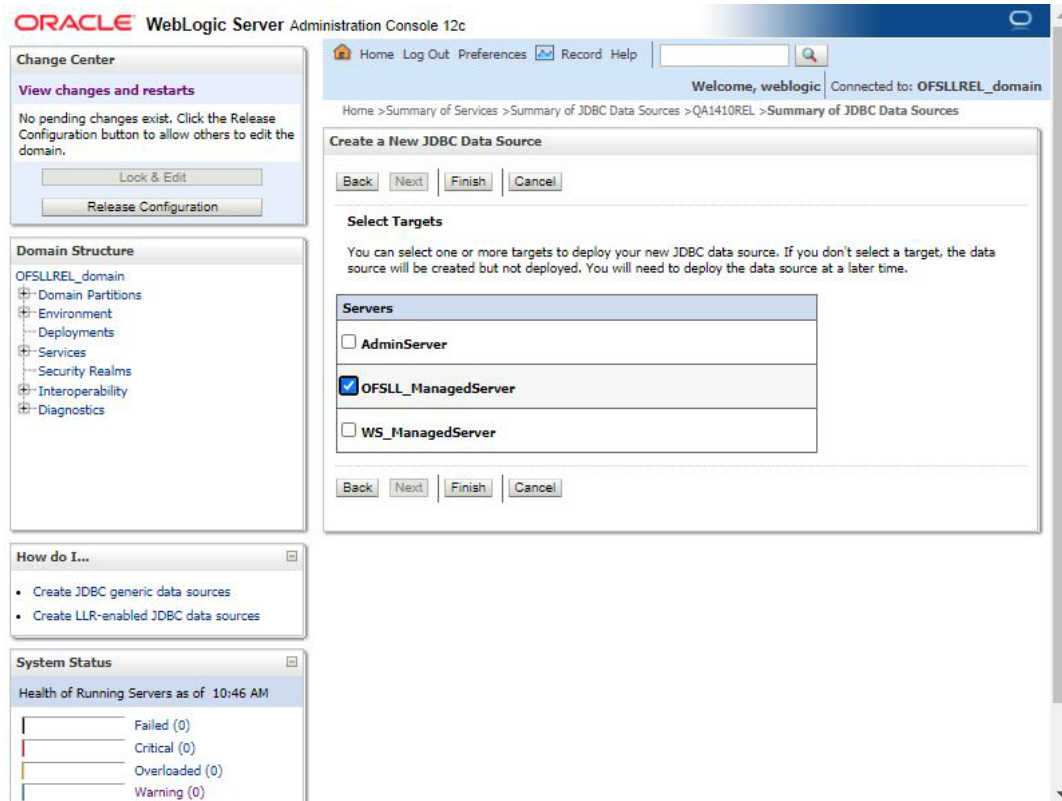 ORACLE WebLogic Server Administration Console 12c
Change Center
View changes and restarts
No pending changes exist. Click the Release
Configuration button to allow others to edit the
domain.
Lock & Edit
Release Configuration
Domain Structure
OFSLLREL_domain
Domain Partitions
Environment
Deployments
Services
Security Realms
Interoperability
Diagnostics
How do I...
Create JDBC generic data sources
Create LLR-enabled JDBC data sources
System Status
Health of Running Servers as of 10:46 AM
Failed (0)
Critical (0)
Overloaded (0)
Warning (0)
Home Log Out Preferences Record Help
Welcome, weblogic Connected to: OFSLLREL_domain
Home >Summary of Services >Summary of JDBC Data Sources >QA1410REL >Summary of JDBC Data Sources
Create a New JDBC Data Source
Back Next Finish Cancel
Select Targets
You can select one or more targets to deploy your new JDBC data source. If you don't select a target, the data
source will be created but not deployed. You will need to deploy the data source at a later time.
Servers
AdminServer
OFSLL_ManagedServer
WS_ManagedServer
Back Next Finish Cancel